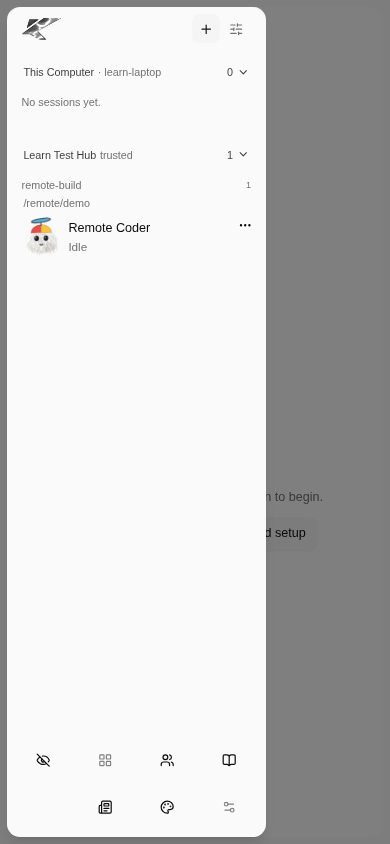 This Computer · learn-laptop 0
No sessions yet.
Learn Test Hub trusted 1
remote-build 1
/remote/demo
Remote Coder
Idle
to begin.
setup